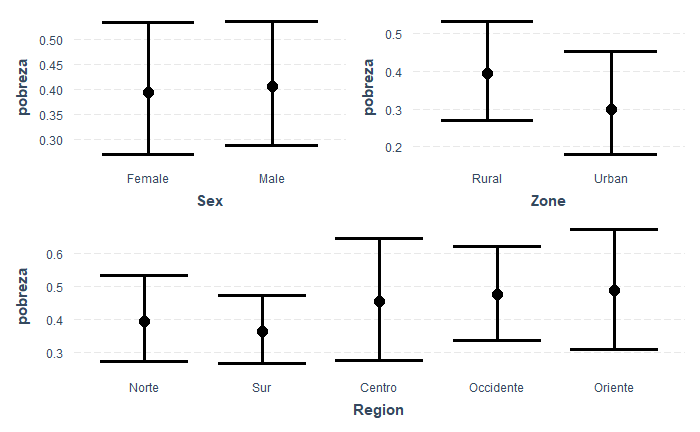 pobreza
0.50
0.45
0.40
0.35
0.30
Female
Male
Sex
pobreza
0.5
0.4
0.3
0.2
Rural
Urban
Zone
pobreza
0.6
0.5
0.4
0.3
Norte
Sur
Centro
Occidente
Oriente
Region